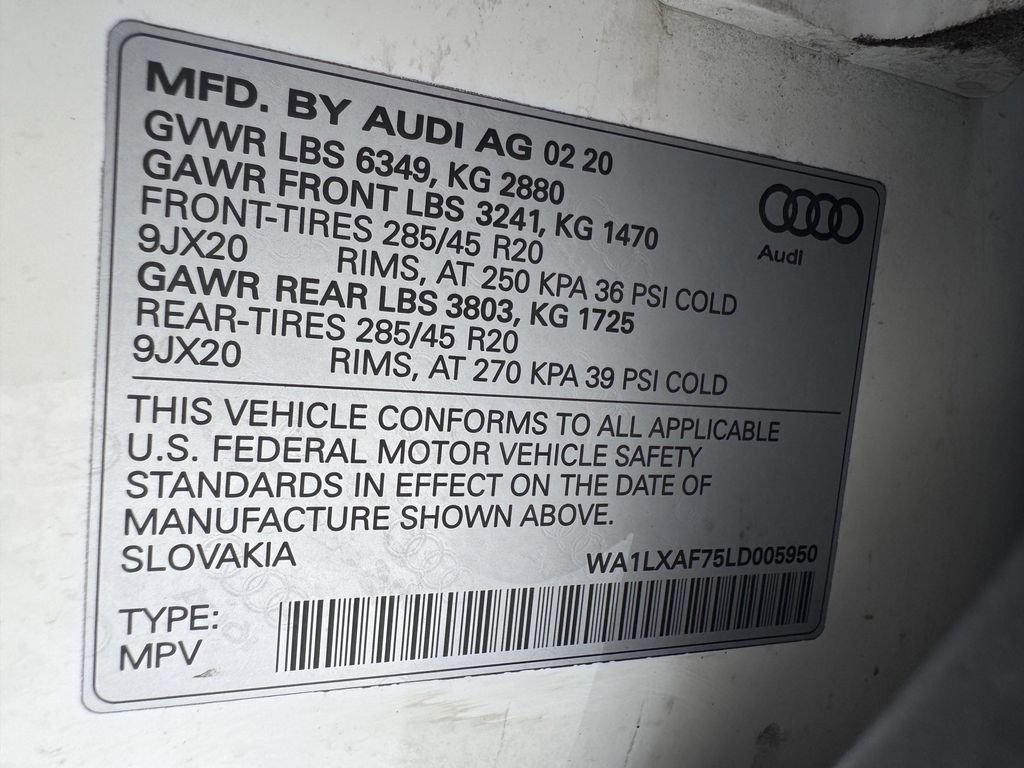 MFD. BY AUDI AG 02 20
GVWR LBS 6349, KG 2880
GAWR FRONT LBS 3241, KG 1470
FRONT-TIRES 285/45 R20
9JX20 RIMS, AT 250 KPA 36 PSI COLD
GAWR REAR LBS 3803, KG 1725
REAR-TIRES 285/45 R20
9JX20 RIMS, AT 270 KPA 39 PSI COLD
Audi
THIS VEHICLE CONFORMS TO ALL APPLICABLE
U.S. FEDERAL MOTOR VEHICLE SAFETY
STANDARDS IN EFFECT ON THE DATE OF
MANUFACTURE SHOWN ABOVE.
SLOVAKIA WA1LXAF75LD005950
TYPE:
MPV